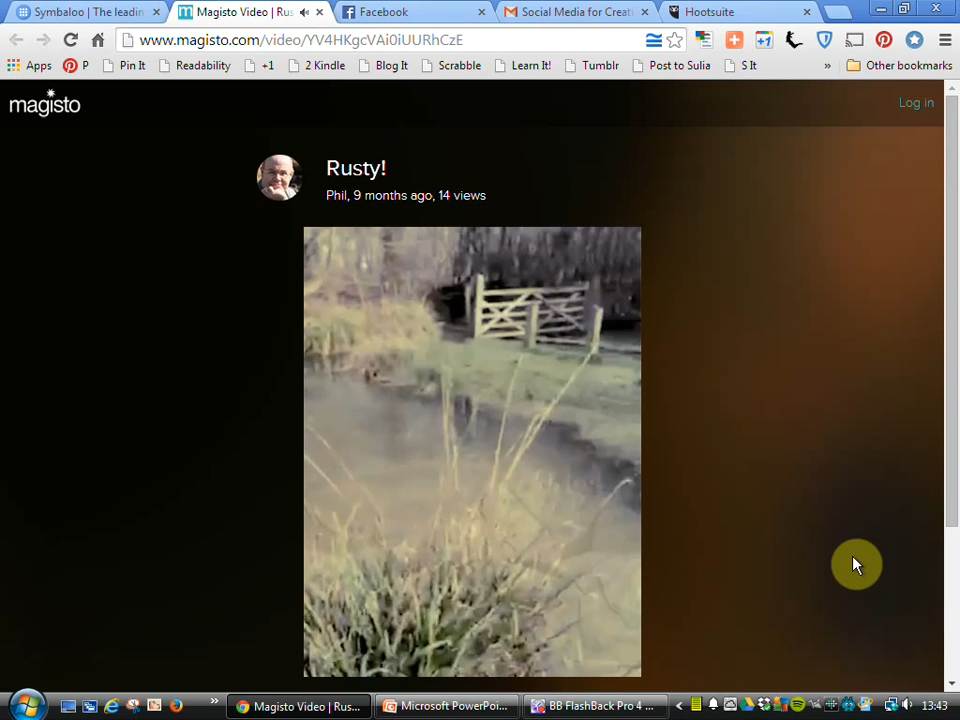 Symbaloo | The leadin
Magisto Video | Rus
Facebook
Social Media for Creati
Hootsuite
www.magisto.com/video/YV4HKgcVAi0iUURhCzE
Apps
P
Pin It
Readability
+1
2 Kindle
Blog It
Scrabble
Learn It!
Tumblr
Post to Sulia
S It
»
Other bookmarks
magisto
Log in
Rusty!
Phil, 9 months ago, 14 views
»
Magisto Video | Rus...
Microsoft PowerPoi...
BB FlashBack Pro 4 ...
13:43